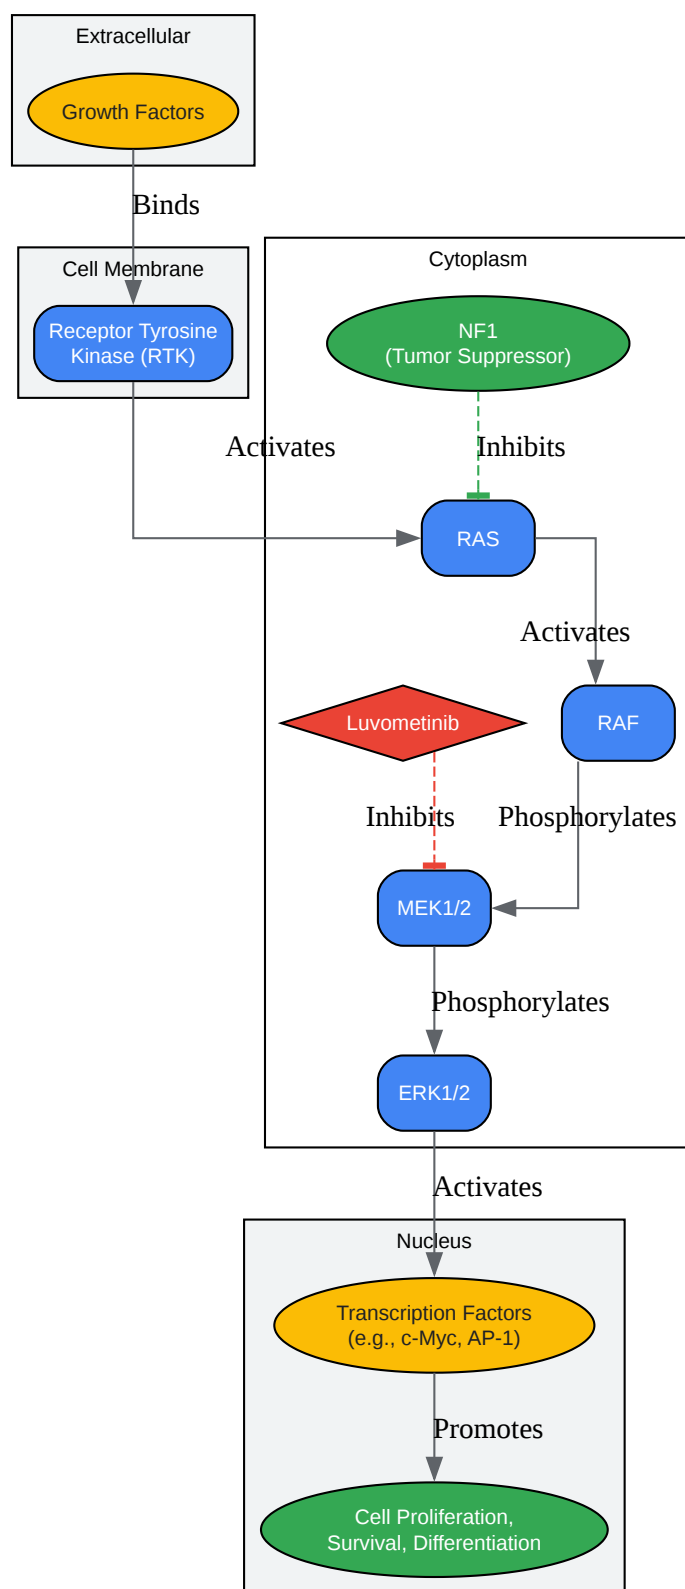 Extracellular
Growth Factors
Binds
Cell Membrane
Receptor Tyrosine
Kinase (RTK)
Cytoplasm
NF1
(Tumor Suppressor)
Activates
Inhibits
RAS
Activates
Luvometinib
RAF
Inhibits
Phosphorylates
MEK1/2
Phosphorylates
ERK1/2
Activates
Nucleus
Transcription Factors
(e.g., c-Myc, AP-1)
Promotes
Cell Proliferation,
Survival, Differentiation